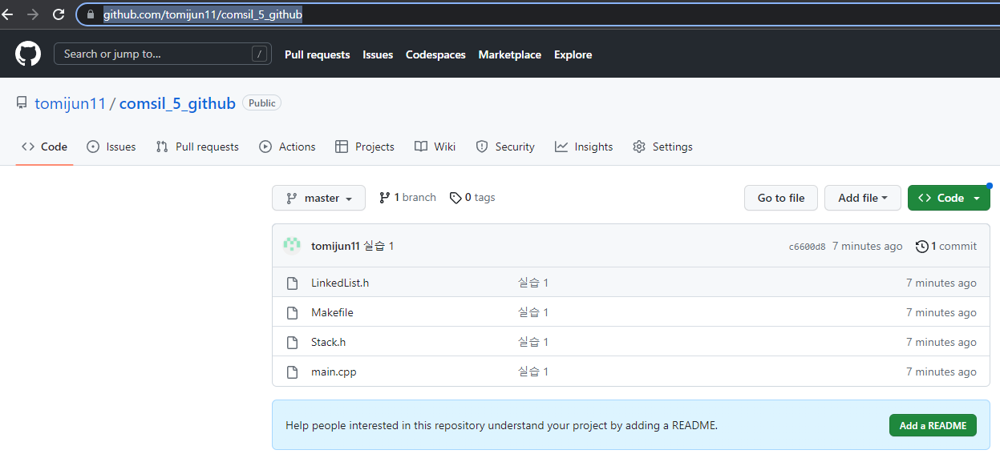 github.com/tomijun11/comsil_5_github
Search or jump to... /
Pull requests Issues Codespaces Marketplace Explore
tomijun11 / comsil_5_github Public
Code Issues Pull requests Actions Projects Wiki Security Insights Settings
master 1 branch 0 tags Go to file Add file Code
tomijun11 실습 1 c6600d8 7 minutes ago 1 commit
LinkedList.h 실습 1 7 minutes ago
Makefile 실습 1 7 minutes ago
Stack.h 실습 1 7 minutes ago
main.cpp 실습 1 7 minutes ago
Help people interested in this repository understand your project by adding a README. Add a README